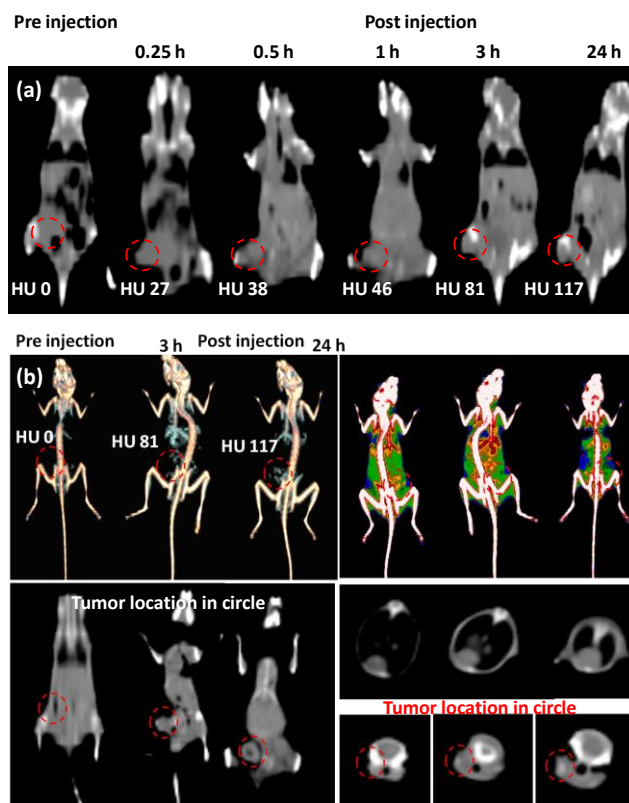 Pre injection Post injection
0.25 h 0.5 h 1 h 3 h 24 h
(a)
HU 0 HU 27 HU 38 HU 46 HU 81 HU 117
Pre injection 3 h Post injection 24 h
(b)
HU 0 HU 81 HU 117
Tumor location in circle
Tumor location in circle